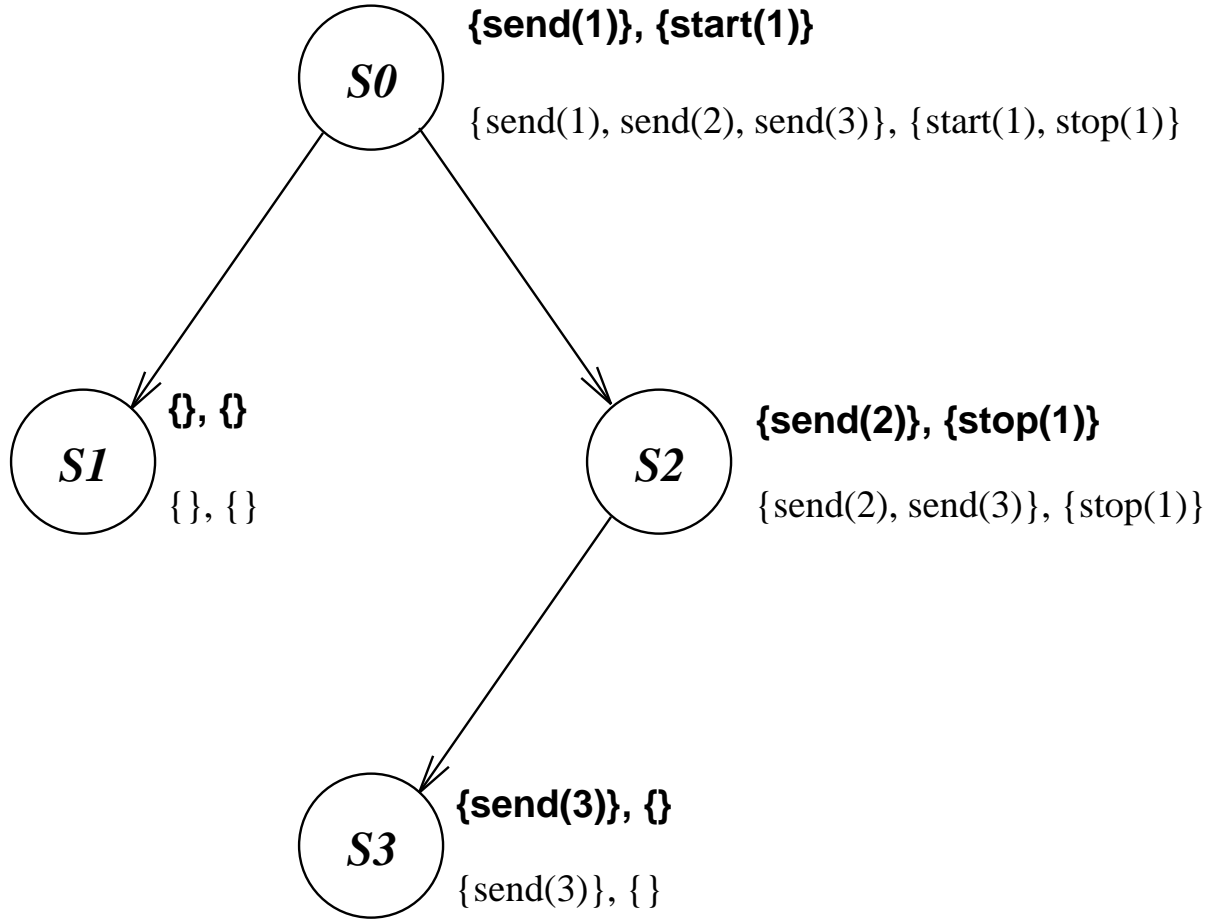 {send(1)}, {start(1)}
S0
{send(1), send(2), send(3)}, {start(1), stop(1)}
{}, {}
S1
{}, {}
{send(2)}, {stop(1)}
S2
{send(2), send(3)}, {stop(1)}
{send(3)}, {}
S3
{send(3)}, {}